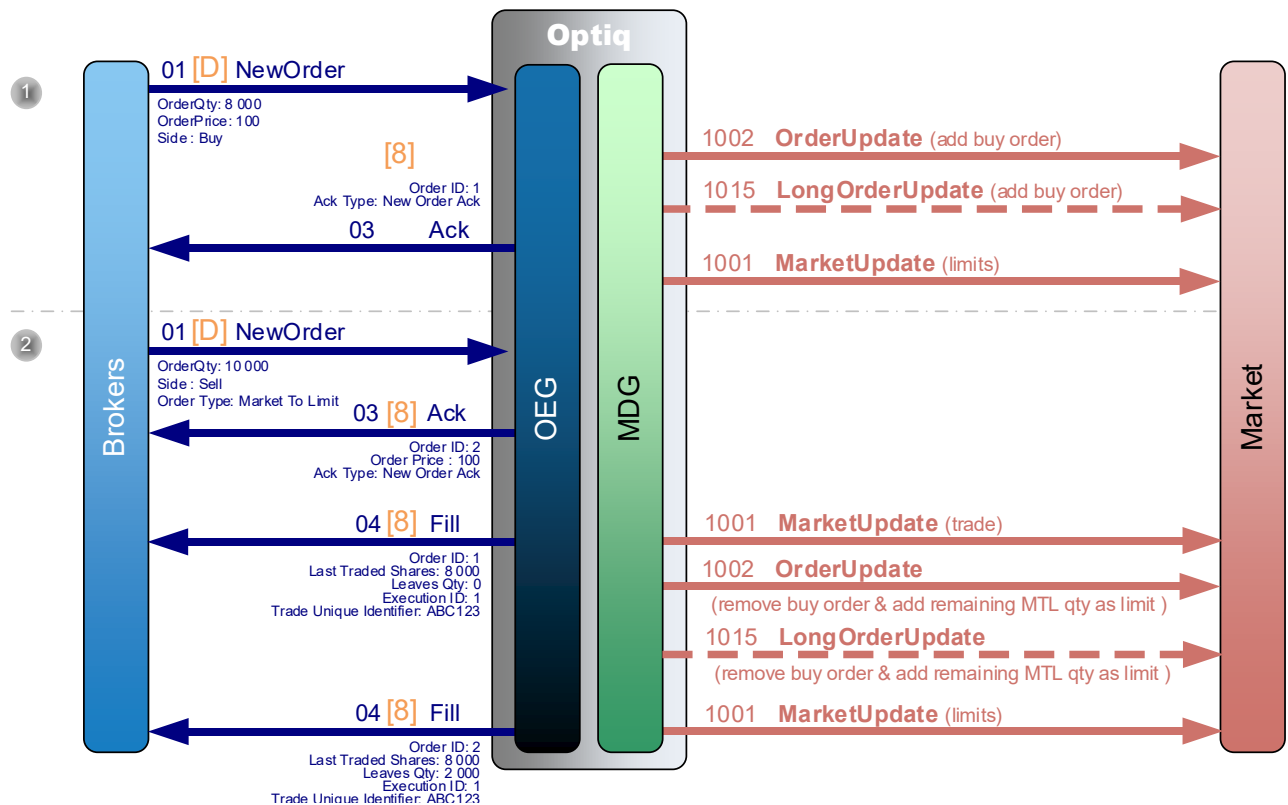 Optiq
1
01 [D] NewOrder
OrderQty: 8 000
OrderPrice: 100
Side : Buy
[8]
Order ID: 1
Ack Type: New Order Ack
03 Ack
1002 OrderUpdate (add buy order)
1015 LongOrderUpdate (add buy order)
1001 MarketUpdate (limits)
2
01 [D] NewOrder
OrderQty: 10 000
Side : Sell
Order Type: Market To Limit
03 [8] Ack
Order ID: 2
Order Price : 100
Ack Type: New Order Ack
04 [8] Fill
Order ID: 1
Last Traded Shares: 8 000
Leaves Qty: 0
Execution ID: 1
Trade Unique Identifier: ABC123
04 [8] Fill
Order ID: 2
Last Traded Shares: 8 000
Leaves Qty: 2 000
Execution ID: 1
Trade Unique Identifier: ABC123
1001 MarketUpdate (trade)
1002 OrderUpdate
(remove buy order & add remaining MTL qty as limit )
1015 LongOrderUpdate
(remove buy order & add remaining MTL qty as limit )
1001 MarketUpdate (limits)
Brokers
OEG
MDG
Market